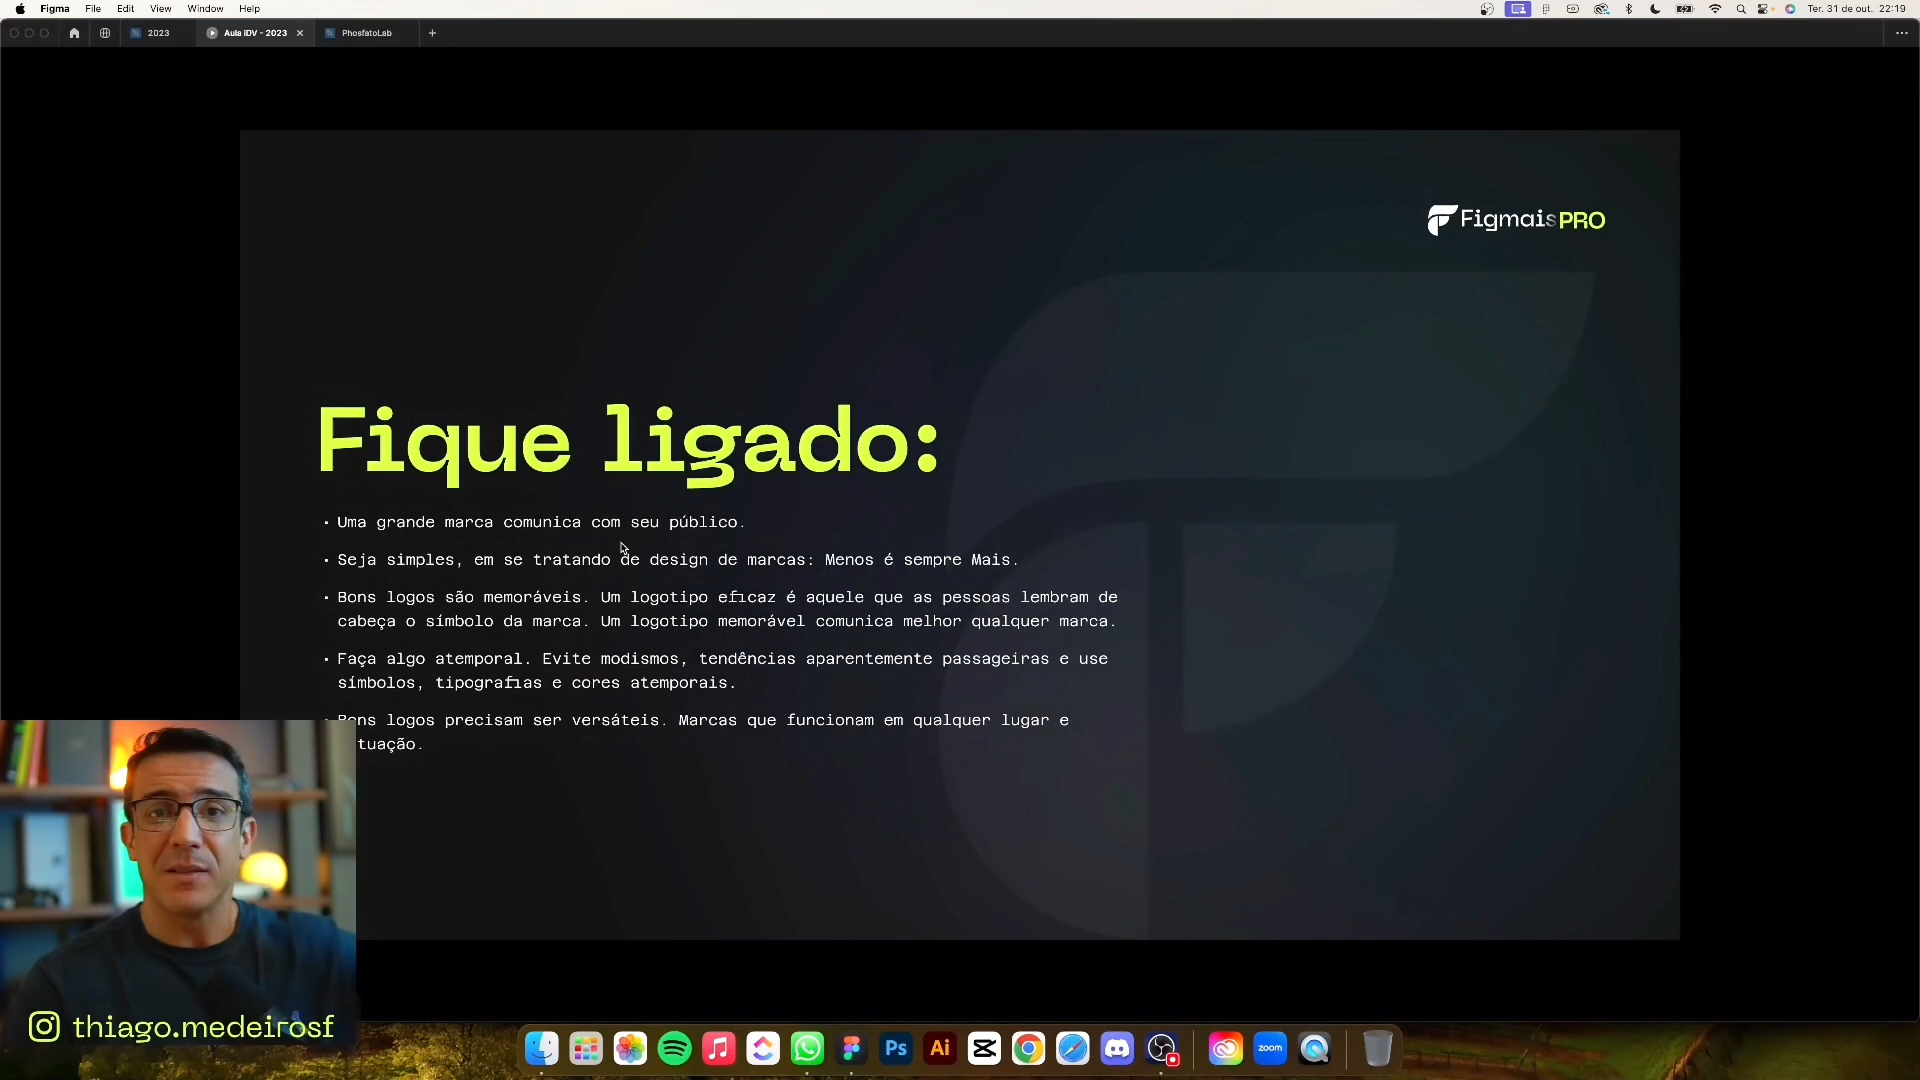 Figma File Edit View Window Help
Ter. 31 de out. 22:19
2023
Aula IDV - 2023
PhosfatoLab
Figmais PRO
Fique ligado:
· Uma grande marca comunica com seu público.
· Seja simples, em se tratando de design de marcas: Menos é sempre Mais.
· Bons logos são memoráveis. Um logotipo eficaz é aquele que as pessoas lembram de
cabeça o símbolo da marca. Um logotipo memorável comunica melhor qualquer marca.
· Faça algo atemporal. Evite modismos, tendências aparentemente passageiras e use
símbolos, tipografias e cores atemporais.
· Bons logos precisam ser versáteis. Marcas que funcionam em qualquer lugar e
tuação.
thiago.medeirosf
Ps
Ai
zoom